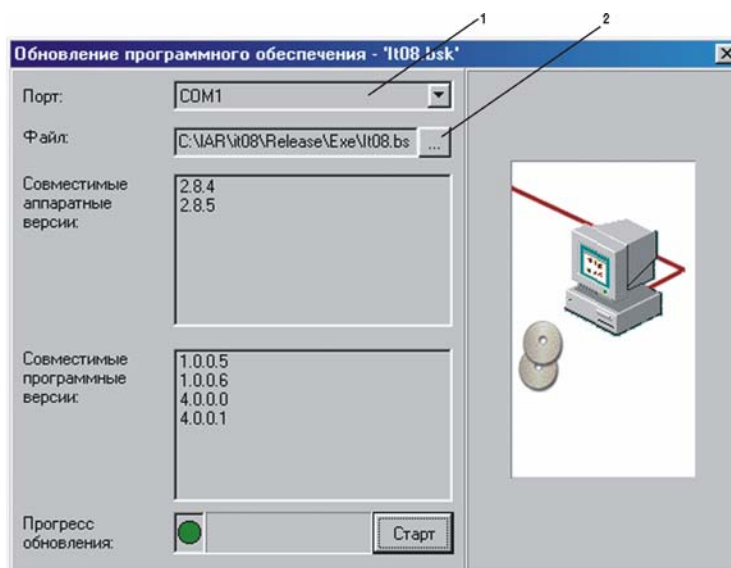 1
2
Обновление программного обеспечения - 'It08.bsk'
Порт:
COM1
Файл:
C:\IAR\it08\Release\Exe\It08.bs
...
Совместимые
аппаратные
версии:
2.8.4
2.8.5
Совместимые
программные
версии:
1.0.0.5
1.0.0.6
4.0.0.0
4.0.0.1
Прогресс
обновления:
Старт